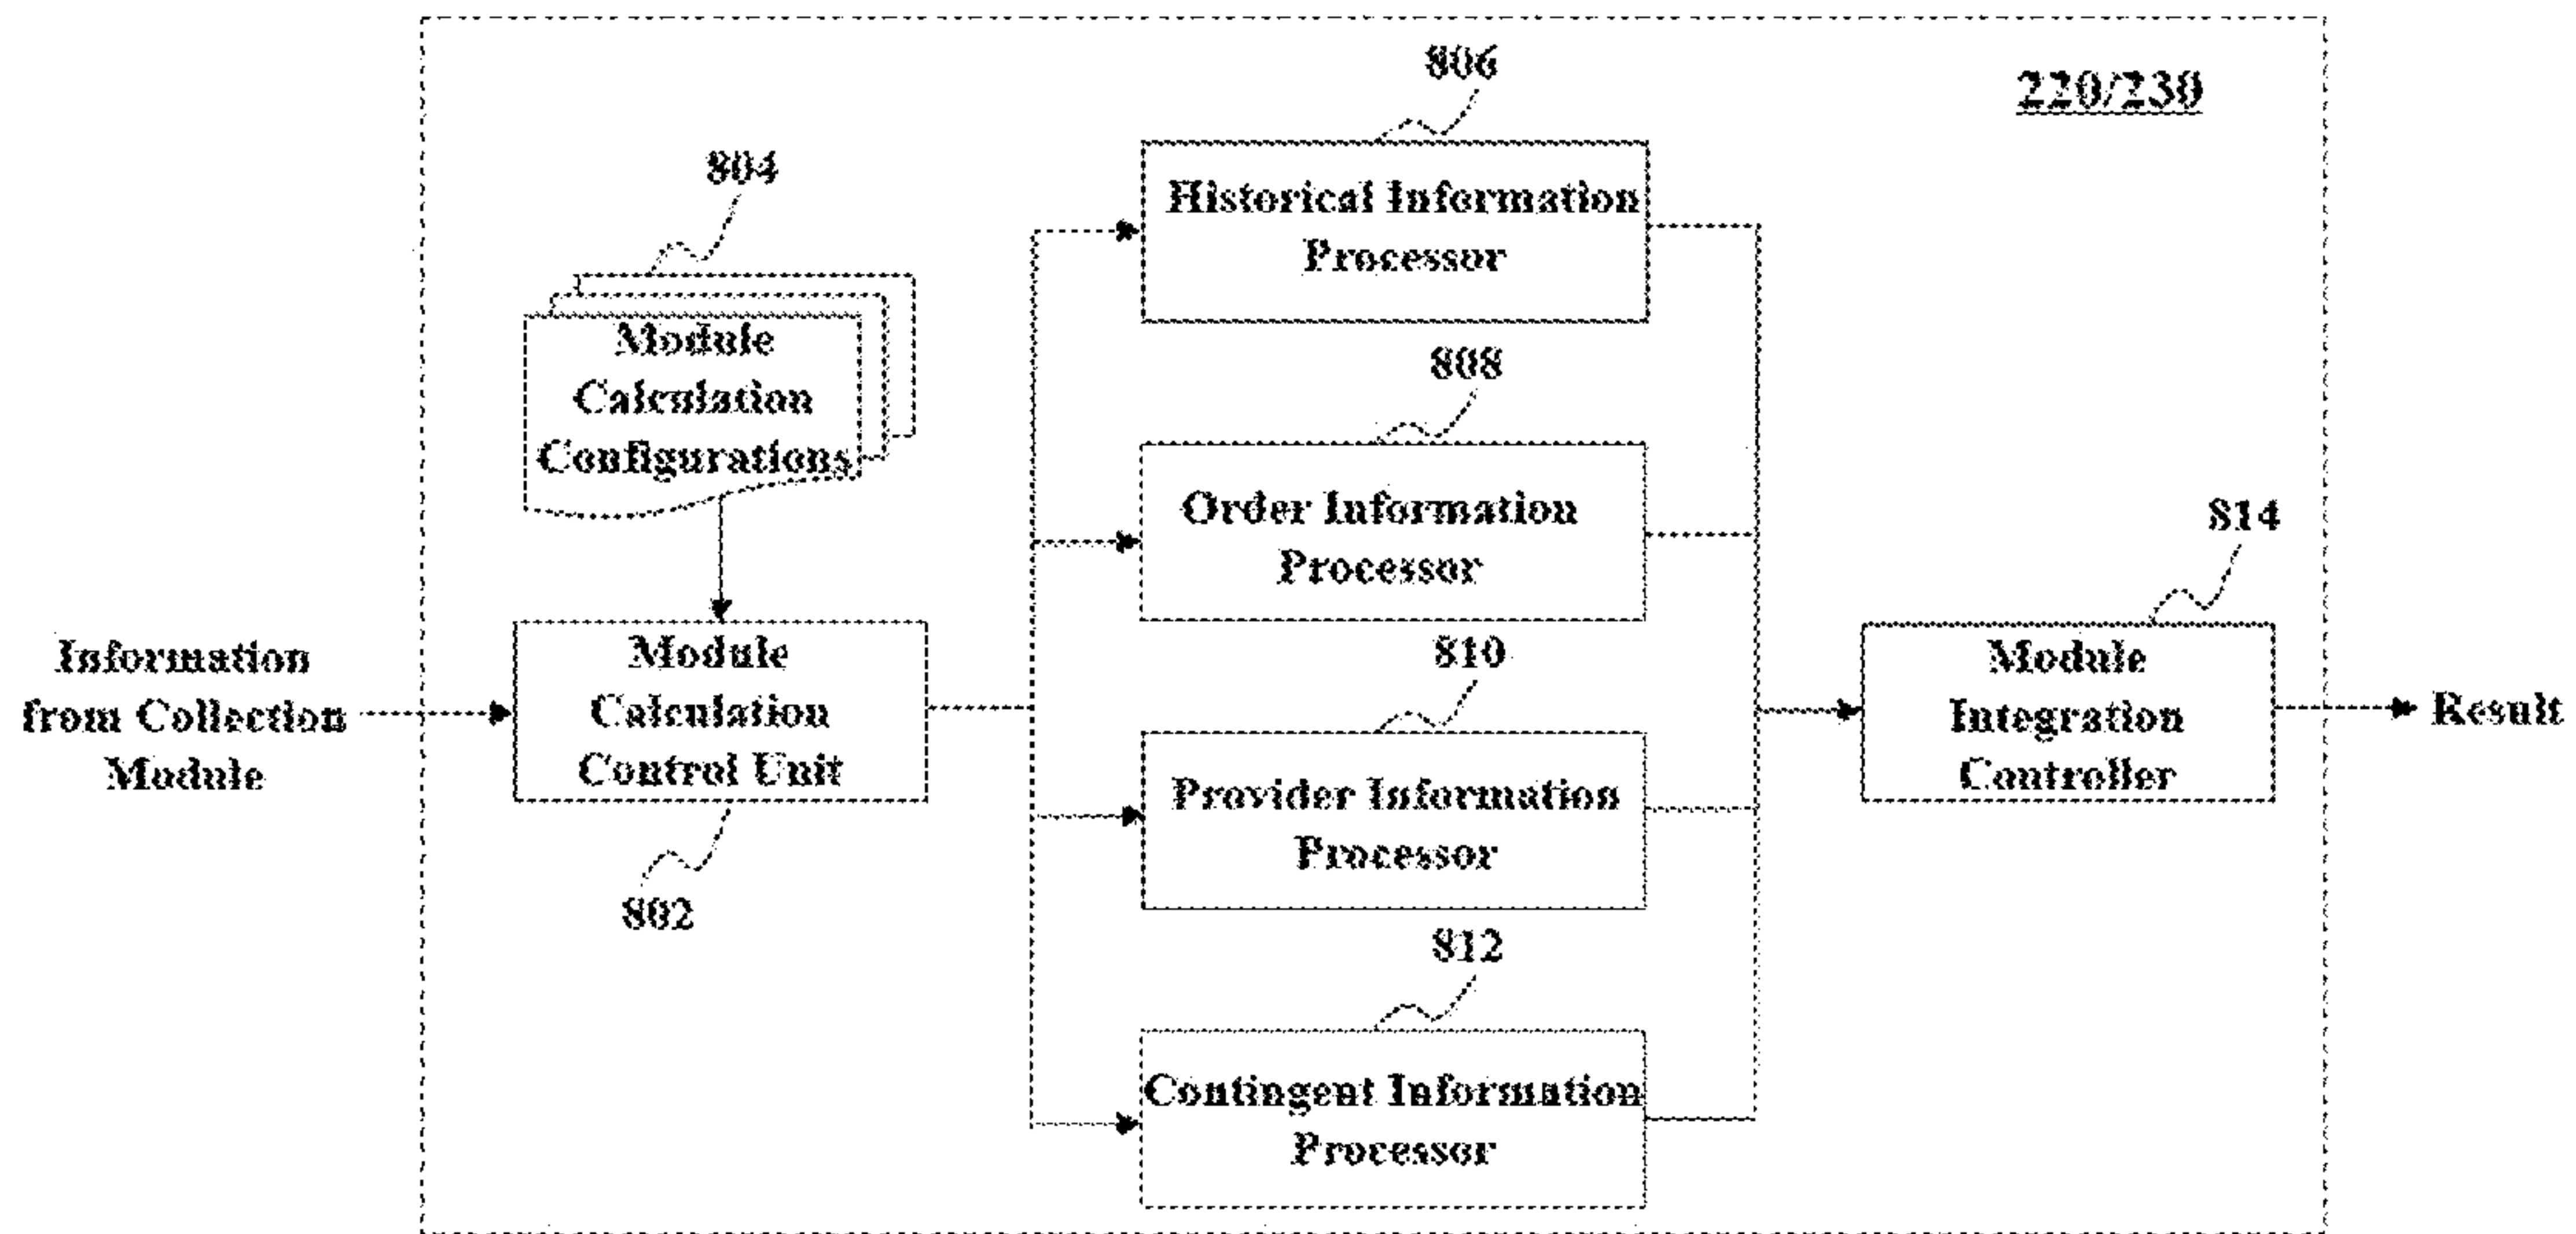 806
220/230
804
Historical Information
Processor
Module
Calculation
Configurations
808
Order Information
Processor
814
Information
from Collection
Module
Module
Calculation
Control Unit
810
Module
Integration
Controller
Result
Provider Information
Processor
802
812
Contingent Information
Processor